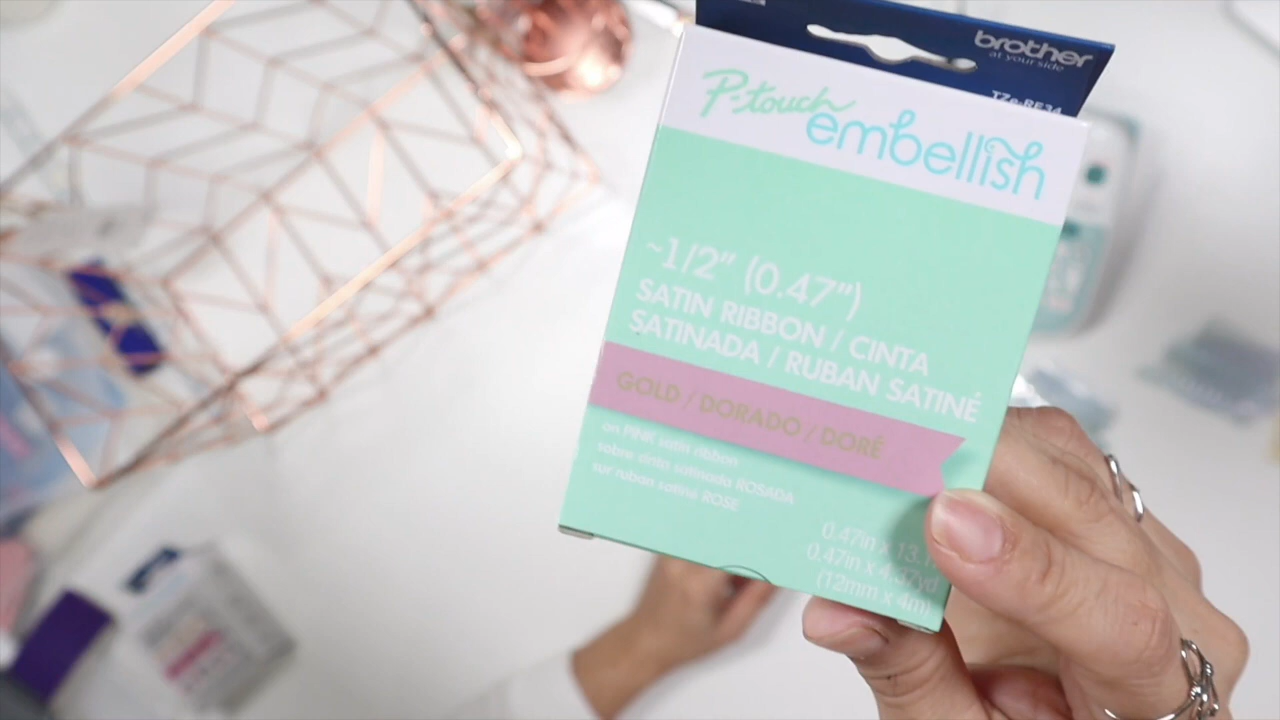 brother
at your side
TZe-RE34
P-touch
embellish
~1/2" (0.47")
SATIN RIBBON / CINTA
SATINADA / RUBAN SATINÉ
GOLD / DORADO / DORÉ
on PINK satin ribbon
sobre cinta satinada ROSADA
sur ruban satiné ROSE
0.47in x 13.1
0.47in x 4.37yd
(12mm x 4m)